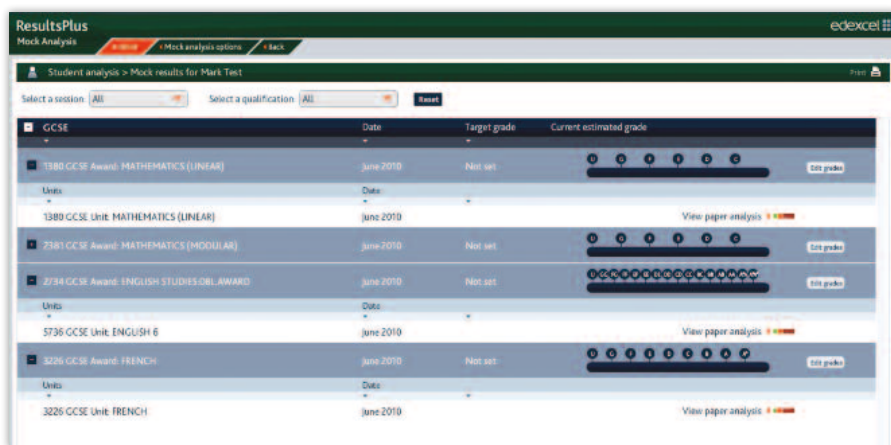 ResultsPlus
edexcel
Mock Analysis
Mock analysis options
Back
Student analysis > Mock results for Mark Test
Print
Select a session All Select a qualification All Reset
GCSE Date Target grade Current estimated grade
1380 GCSE Award: MATHEMATICS (LINEAR) June 2010 Not set U G F E D C Edit grades
Units Date
1380 GCSE Unit: MATHEMATICS (LINEAR) June 2010 View paper analysis
2381 GCSE Award: MATHEMATICS (MODULAR) June 2010 Not set U G F E D C Edit grades
2734 GCSE Award: ENGLISH STUDIES:DBL AWARD June 2010 Not set Edit grades
Units Date
5736 GCSE Unit: ENGLISH 6 June 2010 View paper analysis
3226 GCSE Award: FRENCH June 2010 Not set U G F E D C B A A* Edit grades
Units Date
3226 GCSE Unit: FRENCH June 2010 View paper analysis